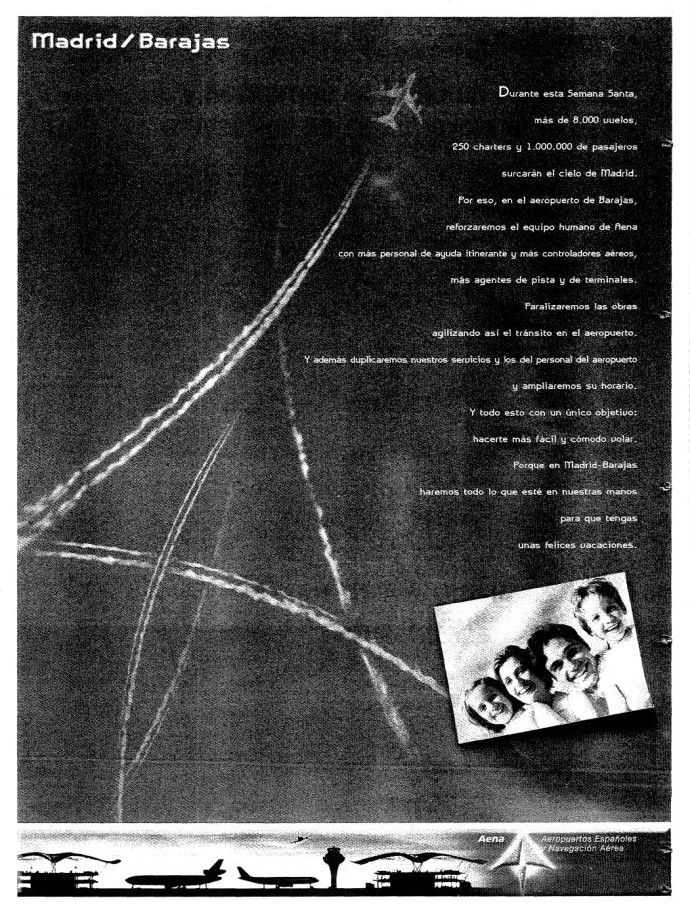 Madrid/Barajas
Durante esta Semana Santa,
más de 8.000 vuelos,
250 charters y 1.000.000 de pasajeros
surcarán el cielo de Madrid.
Por eso, en el aeropuerto de Barajas,
reforzaremos el equipo humano de Aena
con más personal de ayuda itinerante y más controladores aéreos,
más agentes de pista y de terminales.
Paralizaremos las obras
agilizando así el tránsito en el aeropuerto.
Y además duplicaremos nuestros servicios y los del personal del aeropuerto
y ampliaremos su horario.
Y todo esto con un único objetivo:
hacerte más fácil y cómodo volar.
Porque en Madrid-Barajas
haremos todo lo que esté en nuestras manos
para que tengas
unas felices vacaciones.
Aena Aeropuertos Españoles
y Navegación Aérea